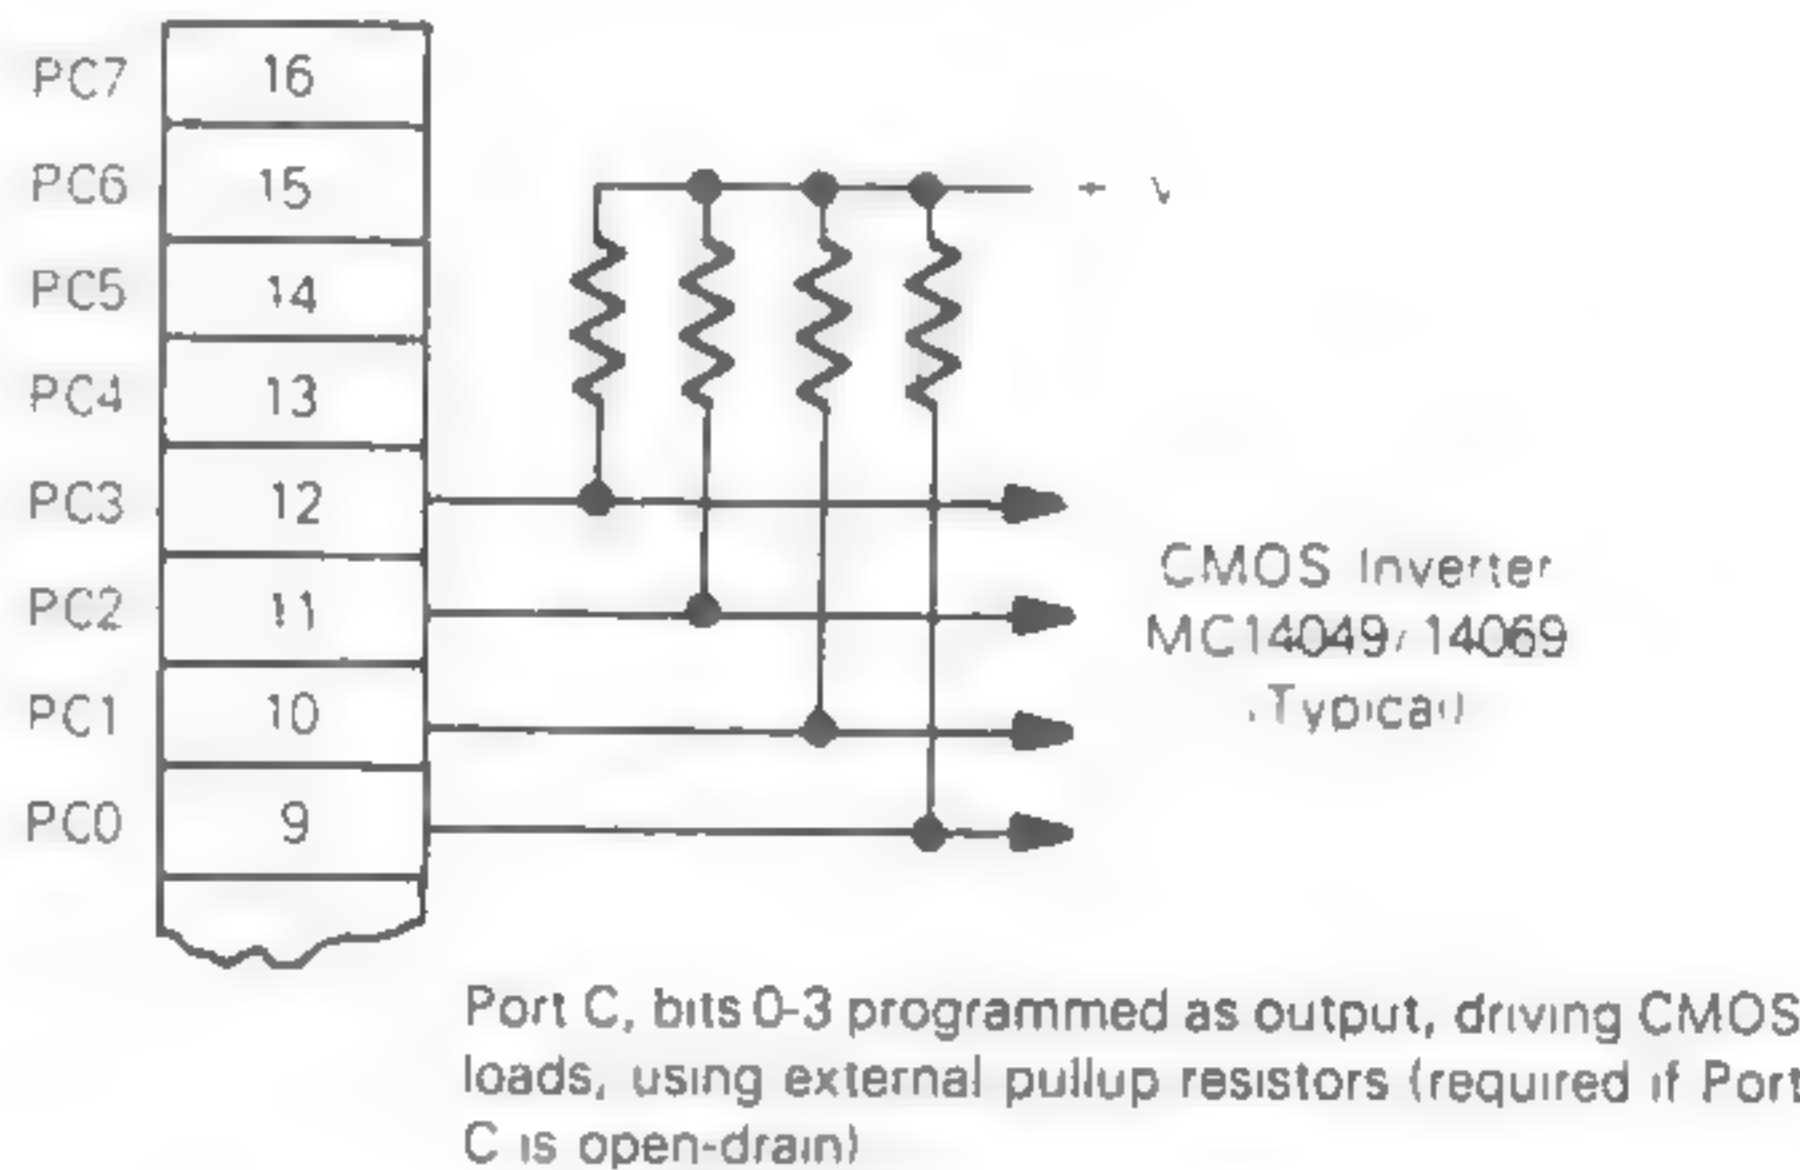 PC7 16
PC6 15
+ V
PC5 14
PC4 13
PC3 12
CMOS Inverter
PC2 11
MC14049/14069
PC1 10
(Typical)
PC0 9
Port C, bits 0-3 programmed as output, driving CMOS
loads, using external pullup resistors (required if Port
C is open-drain)